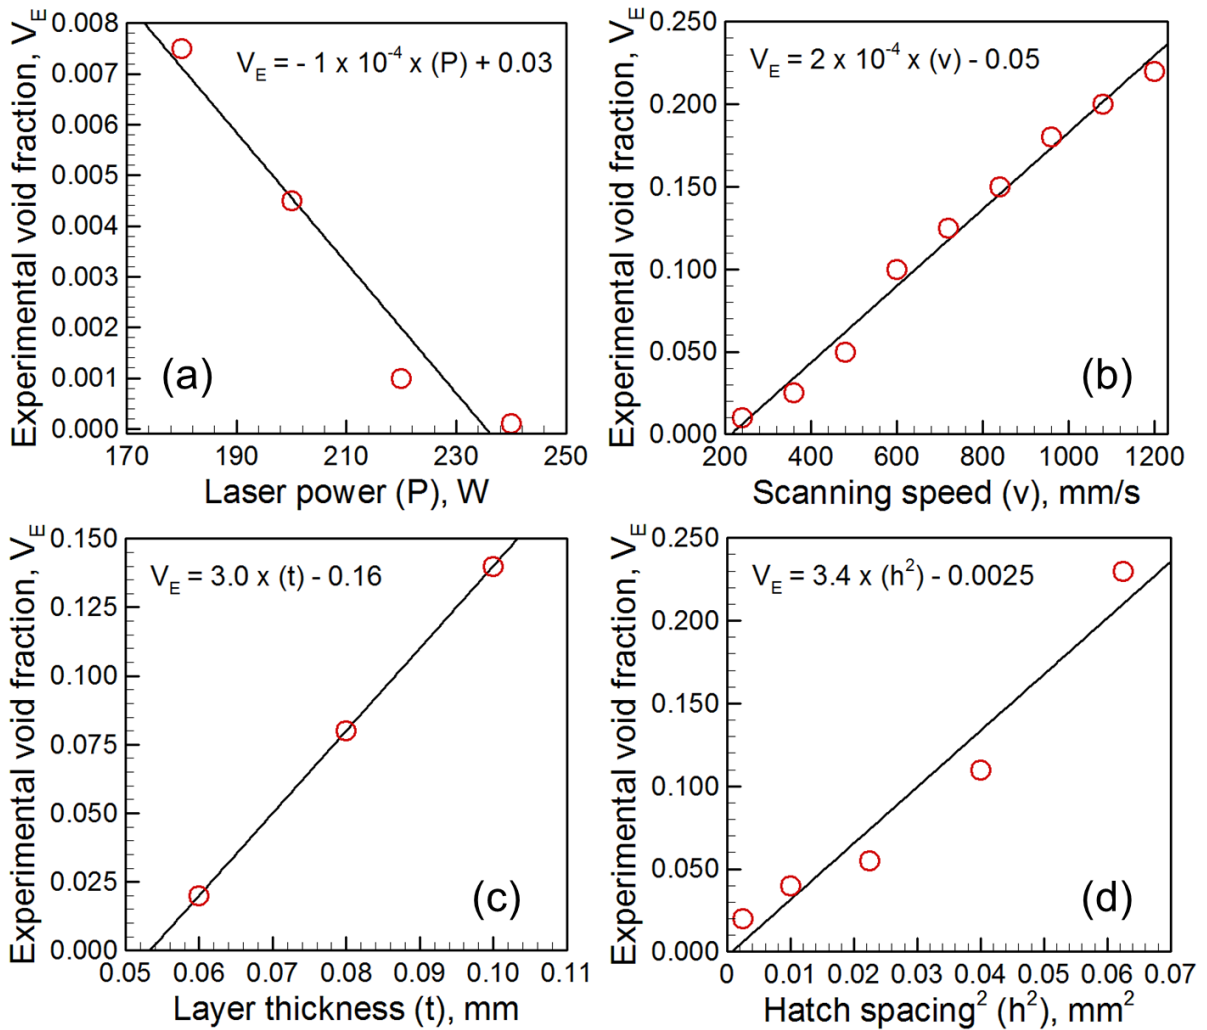 Experimental void fraction, V_E
0.008
0.007
0.006
0.005
0.004
0.003
0.002
0.001
0.000
V_E = - 1 x 10⁻⁴ x (P) + 0.03
(a)
170 190 210 230 250
Laser power (P), W
Experimental void fraction, V_E
0.250
0.200
0.150
0.100
0.050
0.000
V_E = 2 x 10⁻⁴ x (v) - 0.05
(b)
200 400 600 800 1000 1200
Scanning speed (v), mm/s
Experimental void fraction, V_E
0.150
0.125
0.100
0.075
0.050
0.025
0.000
V_E = 3.0 x (t) - 0.16
(c)
0.05 0.06 0.07 0.08 0.09 0.10 0.11
Layer thickness (t), mm
Experimental void fraction, V_E
0.250
0.200
0.150
0.100
0.050
0.000
V_E = 3.4 x (h²) - 0.0025
(d)
0 0.01 0.02 0.03 0.04 0.05 0.06 0.07
Hatch spacing² (h²), mm²